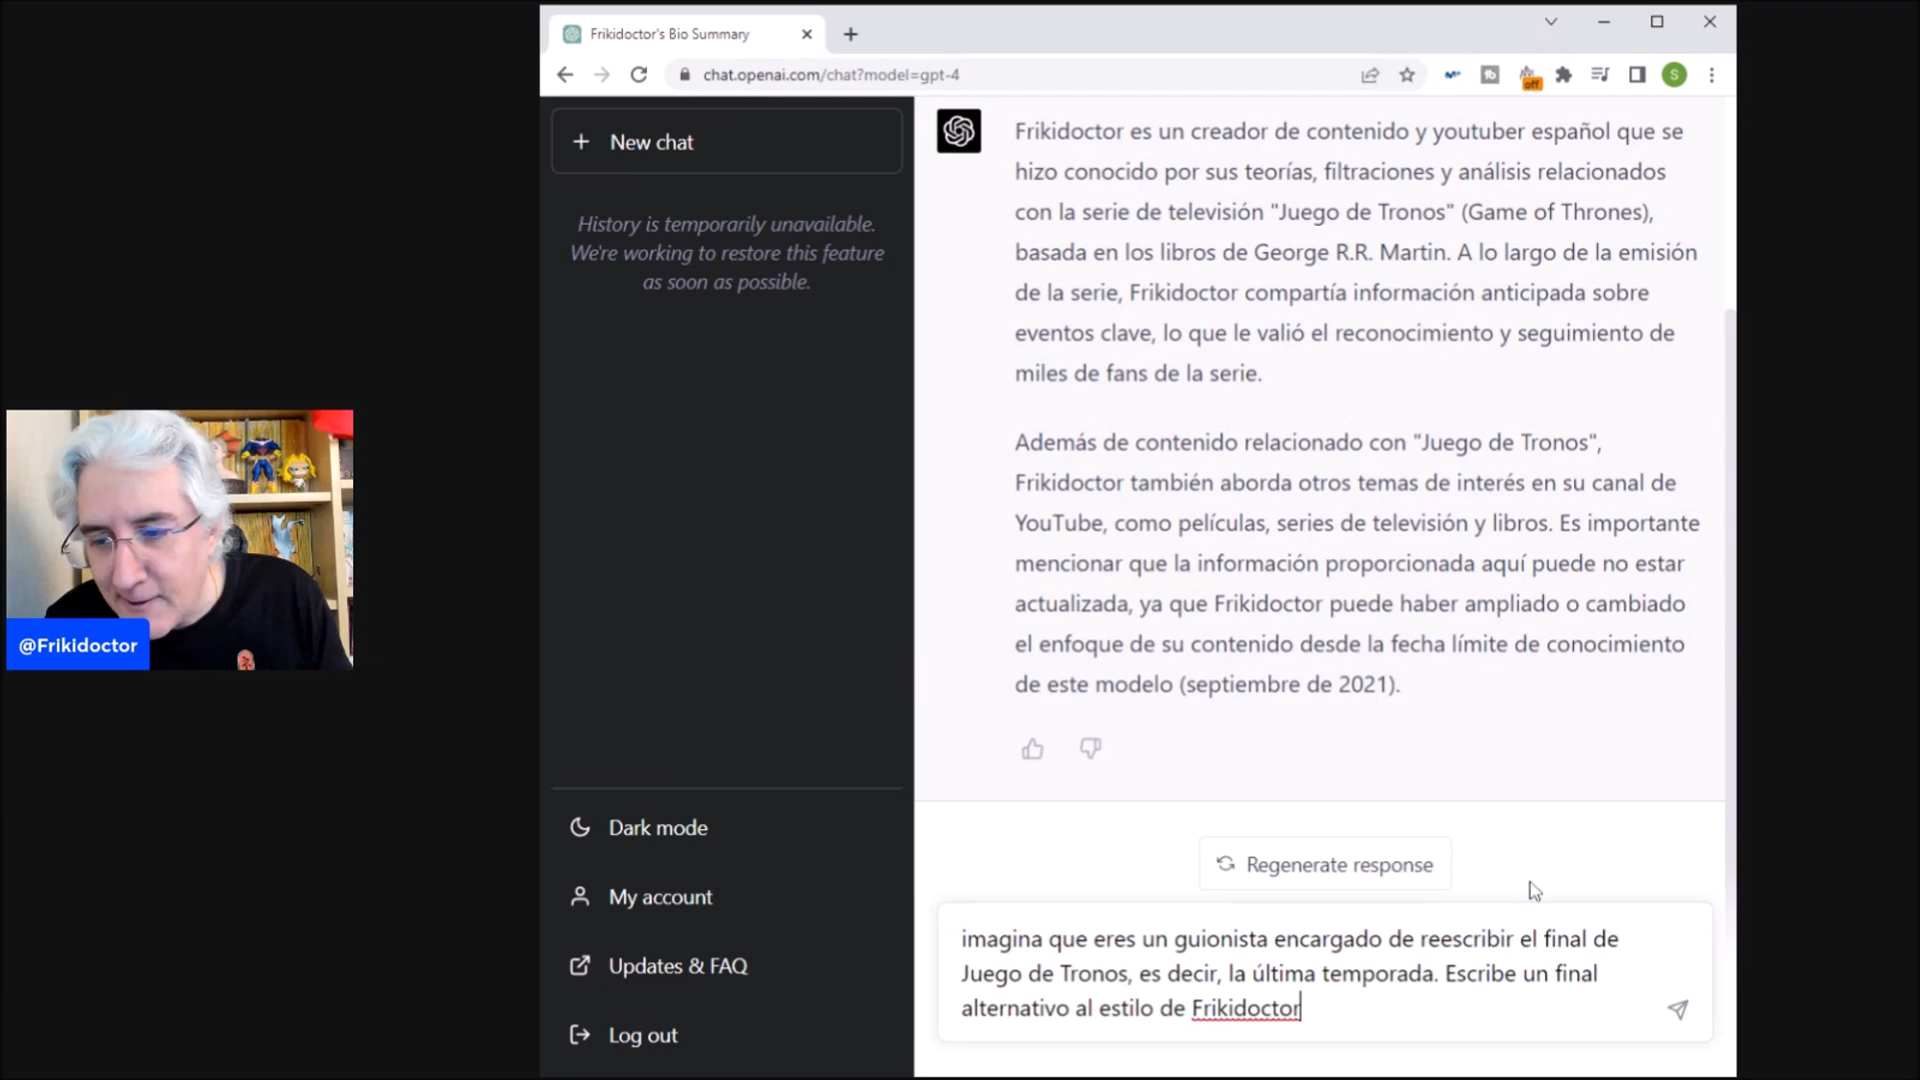 Frikidoctor's Bio Summary
chat.openai.com/chat?model=gpt-4
off
S
New chat
History is temporarily unavailable.
We're working to restore this feature
as soon as possible.
Dark mode
My account
Updates & FAQ
Log out
Frikidoctor es un creador de contenido y youtuber español que se
hizo conocido por sus teorías, filtraciones y análisis relacionados
con la serie de televisión "Juego de Tronos" (Game of Thrones),
basada en los libros de George R.R. Martin. A lo largo de la emisión
de la serie, Frikidoctor compartía información anticipada sobre
eventos clave, lo que le valió el reconocimiento y seguimiento de
miles de fans de la serie.
Además de contenido relacionado con "Juego de Tronos",
Frikidoctor también aborda otros temas de interés en su canal de
YouTube, como películas, series de televisión y libros. Es importante
mencionar que la información proporcionada aquí puede no estar
actualizada, ya que Frikidoctor puede haber ampliado o cambiado
el enfoque de su contenido desde la fecha límite de conocimiento
de este modelo (septiembre de 2021).
Regenerate response
imagina que eres un guionista encargado de reescribir el final de
Juego de Tronos, es decir, la última temporada. Escribe un final
alternativo al estilo de Frikidoctor
@Frikidoctor